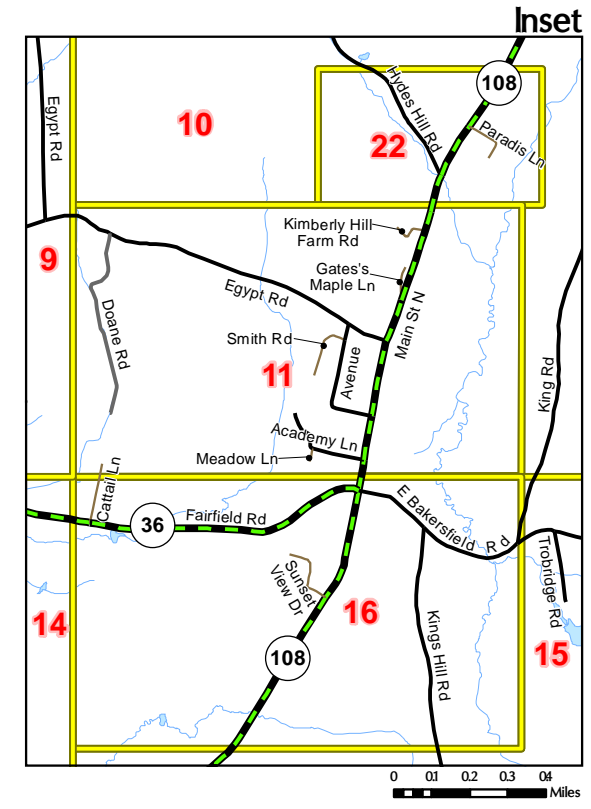 Inset
Egypt Rd
10
Hydes Hill Rd
108
22
Paradis Ln
Kimberly Hill
Farm Rd
9
Gates's
Maple Ln
Egypt Rd
Main St N
Doane Rd
Smith Rd
Avenue
11
King Rd
Academy Ln
Meadow Ln
Cattail Ln
36
Fairfield Rd
E Bakersfield Rd
Sunset
View Dr
Trobridge Rd
14
16
Kings Hill Rd
15
108
0 0.1 0.2 0.3 0.4
Miles